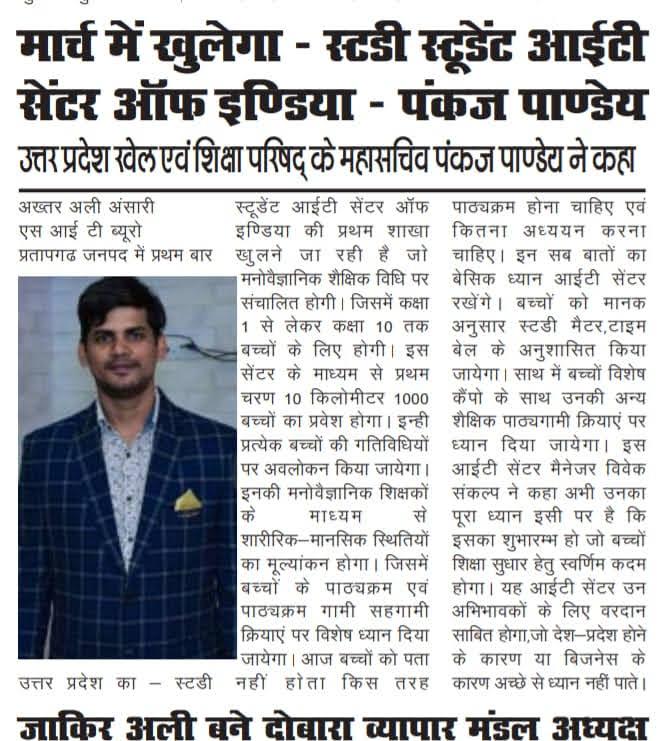 मार्च में खुलेगा - स्टडी स्टूडेंट आईटी
सेंटर ऑफ इण्डिया - पंकज पाण्डेय
उत्तर प्रदेश खेल एवं शिक्षा परिषद् के महासचिव पंकज पाण्डेय ने कहा
अख्तर अली अंसारी
एस आई टी ब्यूरो
प्रतापगढ जनपद में प्रथम बार
उत्तर प्रदेश का – स्टडी
स्टूडेंट आईटी सेंटर ऑफ
इण्डिया की प्रथम शाखा
खुलने जा रही है जो
मनोवैज्ञानिक शैक्षिक विधि पर
संचालित होगी। जिसमें कक्षा
1 से लेकर कक्षा 10 तक
बच्चों के लिए होगी। इस
सेंटर के माध्यम से प्रथम
चरण 10 किलोमीटर 1000
बच्चों का प्रवेश होगा। इन्ही
प्रत्येक बच्चों की गतिविधियों
पर अवलोकन किया जायेगा।
इनकी मनोवैज्ञानिक शिक्षकों
के माध्यम से
शारीरिक–मानसिक स्थितियों
का मूल्यांकन होगा। जिसमें
बच्चों के पाठ्यक्रम एवं
पाठ्यक्रम गामी सहगामी
क्रियाएं पर विशेष ध्यान दिया
जायेगा। आज बच्चों को पता
नहीं होता किस तरह
पाठ्यक्रम होना चाहिए एवं
कितना अध्ययन करना
चाहिए। इन सब बातों का
बेसिक ध्यान आईटी सेंटर
रखेंगे। बच्चों को मानक
अनुसार स्टडी मैटर,टाइम
बेल के अनुशासित किया
जायेगा। साथ में बच्चों विशेष
कैंपो के साथ उनकी अन्य
शैक्षिक पाठ्यगामी क्रियाएं पर
ध्यान दिया जायेगा। इस
आईटी सेंटर मैनेजर विवेक
संकल्प ने कहा अभी उनका
पूरा ध्यान इसी पर है कि
इसका शुभारम्भ हो जो बच्चों
शिक्षा सुधार हेतु स्वर्णिम कदम
होगा। यह आईटी सेंटर उन
अभिभावकों के लिए वरदान
साबित होगा,जो देश–प्रदेश होने
के कारण या बिजनेस के
कारण अच्छे से ध्यान नहीं पाते।
जाकिर अली बने दोबारा व्यापार मंडल अध्यक्ष